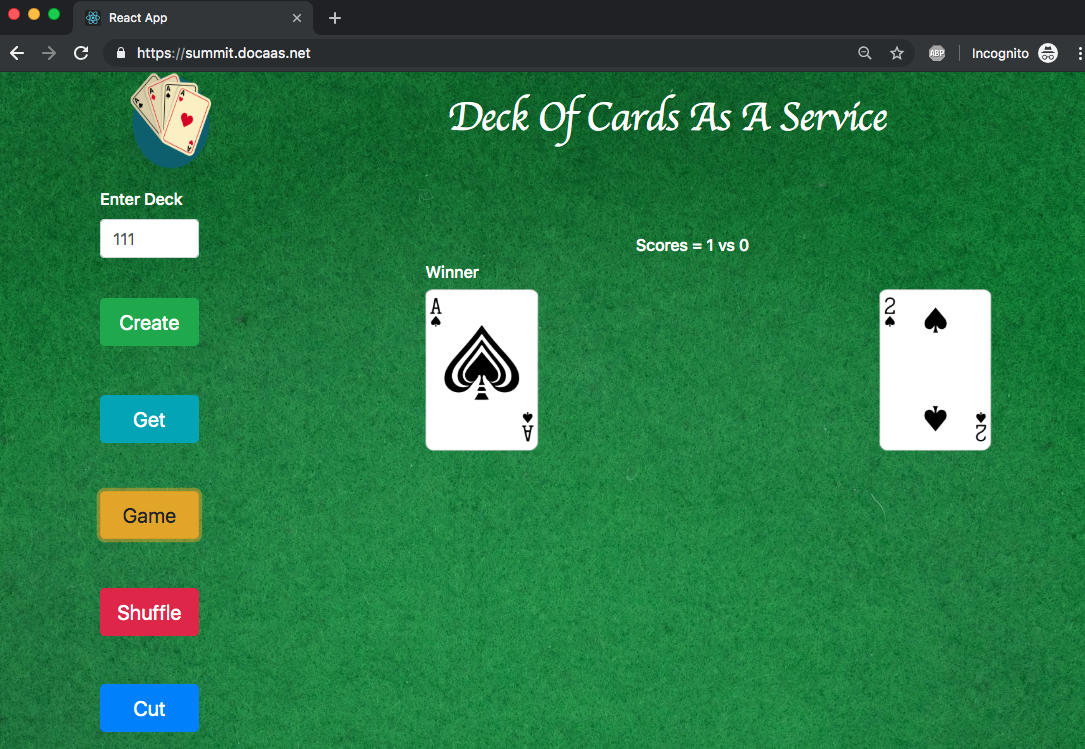 React App
https://summit.docaas.net
ABP
Incognito
Deck Of Cards As A Service
Enter Deck
111
Scores = 1 vs 0
Winner
A
A
2
2
Create
Get
Game
Shuffle
Cut